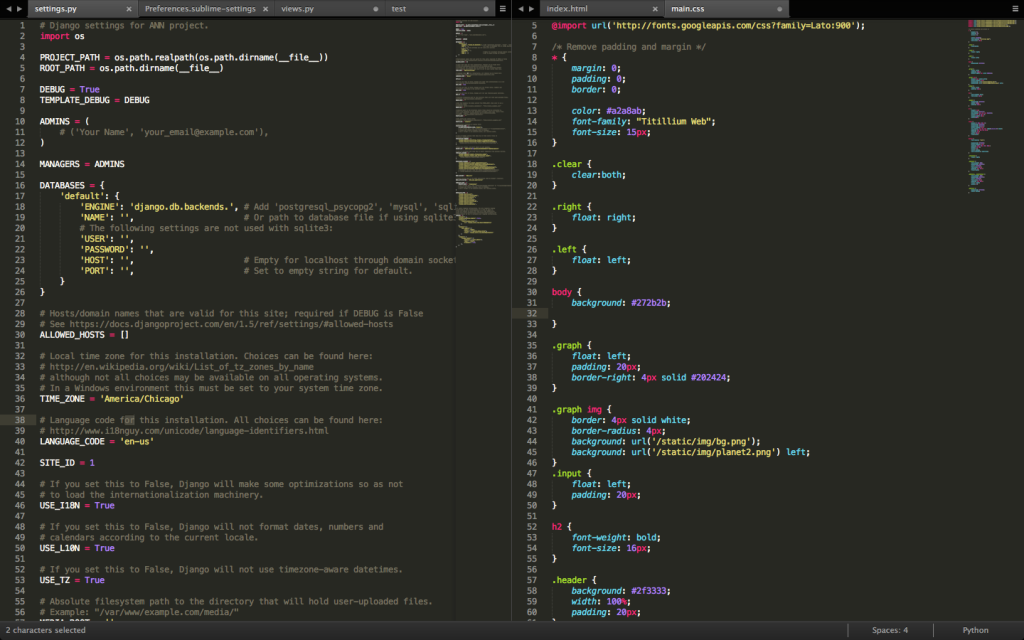 settings.py
Preferences.sublime-settings
views.py
test
1 # Django settings for ANN project.
2 import os
3
4 PROJECT_PATH = os.path.realpath(os.path.dirname(__file__))
5 ROOT_PATH = os.path.dirname(__file__)
6
7 DEBUG = True
8 TEMPLATE_DEBUG = DEBUG
9
10 ADMINS = (
11 # ('Your Name', 'your_email@example.com'),
12 )
13
14 MANAGERS = ADMINS
15
16 DATABASES = {
17 'default': {
18 'ENGINE': 'django.db.backends.', # Add 'postgresql_psycopg2', 'mysql', 'sql
19 'NAME': '', # Or path to database file if using sqlite
20 # The following settings are not used with sqlite3:
21 'USER': '',
22 'PASSWORD': '',
23 'HOST': '', # Empty for localhost through domain socke
24 'PORT': '', # Set to empty string for default.
25 }
26 }
27
28 # Hosts/domain names that are valid for this site; required if DEBUG is False
29 # See https://docs.djangoproject.com/en/1.5/ref/settings/#allowed-hosts
30 ALLOWED_HOSTS = []
31
32 # Local time zone for this installation. Choices can be found here:
33 # http://en.wikipedia.org/wiki/List_of_tz_zones_by_name
34 # although not all choices may be available on all operating systems.
35 # In a Windows environment this must be set to your system time zone.
36 TIME_ZONE = 'America/Chicago'
37
38 # Language code for this installation. All choices can be found here:
39 # http://www.i18nguy.com/unicode/language-identifiers.html
40 LANGUAGE_CODE = 'en-us'
41
42 SITE_ID = 1
43
44 # If you set this to False, Django will make some optimizations so as not
45 # to load the internationalization machinery.
46 USE_I18N = True
47
48 # If you set this to False, Django will not format dates, numbers and
49 # calendars according to the current locale.
50 USE_L10N = True
51
52 # If you set this to False, Django will not use timezone-aware datetimes.
53 USE_TZ = True
54
55 # Absolute filesystem path to the directory that will hold user-uploaded files.
56 # Example: "/var/www/example.com/media/"
index.html
main.css
5 @import url('http://fonts.googleapis.com/css?family=Lato:900');
6
7 /* Remove padding and margin */
8 * {
9 margin: 0;
10 padding: 0;
11 border: 0;
12
13 color: #a2a8ab;
14 font-family: "Titillium Web";
15 font-size: 15px;
16 }
17
18 .clear {
19 clear:both;
20 }
21
22 .right {
23 float: right;
24 }
25
26 .left {
27 float: left;
28 }
29
30 body {
31 background: #272b2b;
32
33 }
34
35 .graph {
36 float: left;
37 padding: 20px;
38 border-right: 4px solid #202424;
39 }
40
41 .graph img {
42 border: 4px solid white;
43 border-radius: 4px;
44 background: url('/static/img/bg.png');
45 background: url('/static/img/planet2.png') left;
46 }
47 .input {
48 float: left;
49 padding: 20px;
50 }
51
52 h2 {
53 font-weight: bold;
54 font-size: 16px;
55 }
56
57 .header {
58 background: #2f3333;
59 width: 100%;
60 padding: 20px;
2 characters selected
Spaces: 4
Python